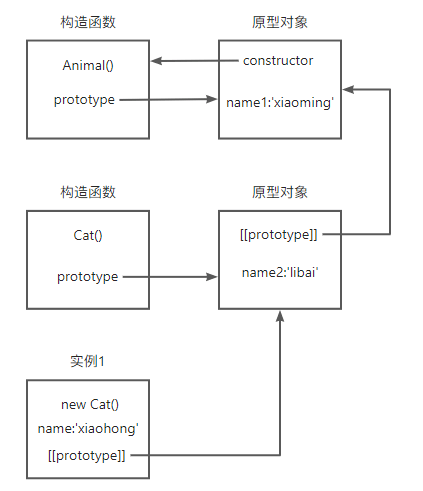 构造函数
原型对象
Animal()
constructor
prototype
name1:'xiaoming'
构造函数
原型对象
Cat()
[[prototype]]
prototype
name2:'libai'
实例1
new Cat()
name:'xiaohong'
[[prototype]]